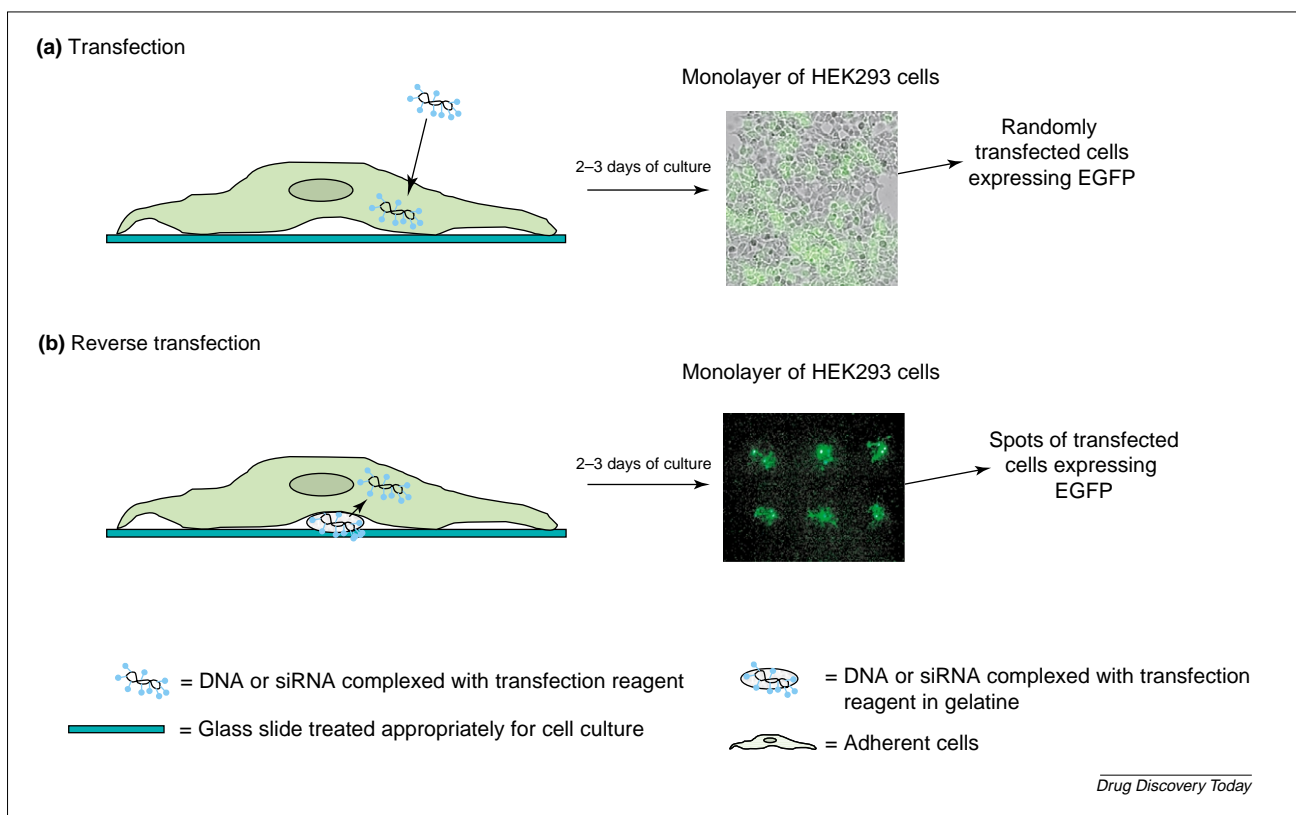 (a) Transfection
Monolayer of HEK293 cells
2–3 days of culture
Randomly
transfected cells
expressing EGFP
(b) Reverse transfection
Monolayer of HEK293 cells
2–3 days of culture
Spots of transfected
cells expressing
EGFP
= DNA or siRNA complexed with transfection reagent
= Glass slide treated appropriately for cell culture
= DNA or siRNA complexed with transfection
reagent in gelatine
= Adherent cells
Drug Discovery Today